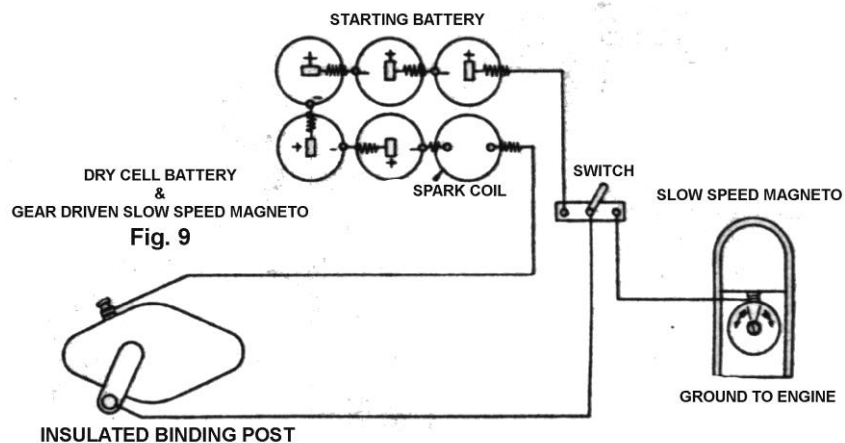 STARTING BATTERY
+ - + - +
-
+ - + -
SPARK COIL
DRY CELL BATTERY
&
GEAR DRIVEN SLOW SPEED MAGNETO
Fig. 9
SWITCH
SLOW SPEED MAGNETO
GROUND TO ENGINE
INSULATED BINDING POST